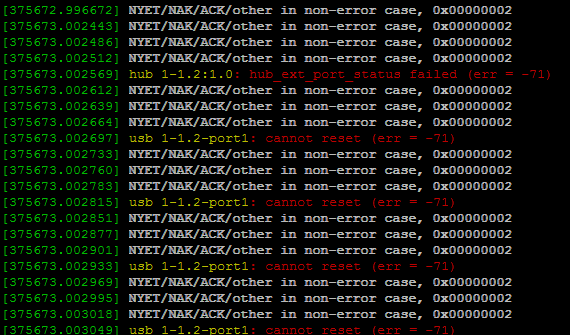 [375672.996672] NYET/NAK/ACK/other in non-error case, 0x00000002
[375673.002443] NYET/NAK/ACK/other in non-error case, 0x00000002
[375673.002486] NYET/NAK/ACK/other in non-error case, 0x00000002
[375673.002512] NYET/NAK/ACK/other in non-error case, 0x00000002
[375673.002569] hub 1-1.2:1.0: hub_ext_port_status failed (err = -71)
[375673.002612] NYET/NAK/ACK/other in non-error case, 0x00000002
[375673.002639] NYET/NAK/ACK/other in non-error case, 0x00000002
[375673.002664] NYET/NAK/ACK/other in non-error case, 0x00000002
[375673.002697] usb 1-1.2-port1: cannot reset (err = -71)
[375673.002733] NYET/NAK/ACK/other in non-error case, 0x00000002
[375673.002760] NYET/NAK/ACK/other in non-error case, 0x00000002
[375673.002783] NYET/NAK/ACK/other in non-error case, 0x00000002
[375673.002815] usb 1-1.2-port1: cannot reset (err = -71)
[375673.002851] NYET/NAK/ACK/other in non-error case, 0x00000002
[375673.002877] NYET/NAK/ACK/other in non-error case, 0x00000002
[375673.002901] NYET/NAK/ACK/other in non-error case, 0x00000002
[375673.002933] usb 1-1.2-port1: cannot reset (err = -71)
[375673.002969] NYET/NAK/ACK/other in non-error case, 0x00000002
[375673.002995] NYET/NAK/ACK/other in non-error case, 0x00000002
[375673.003018] NYET/NAK/ACK/other in non-error case, 0x00000002
[375673.003049] usb 1-1.2-port1: cannot reset (err = -71)